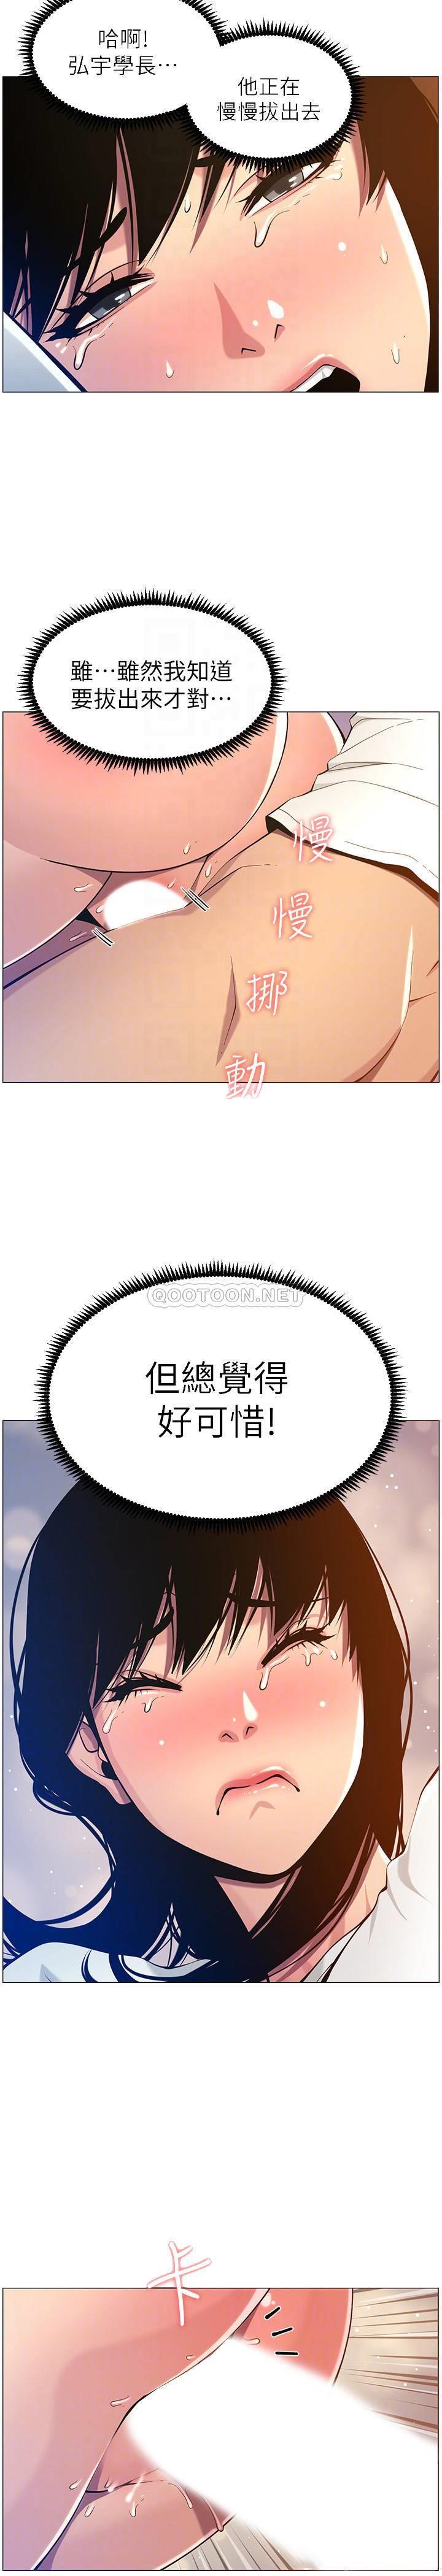 哈啊!
弘宇學長⋯
他正在
慢慢拔出去
雖⋯雖然我知道
要拔出來才對⋯
慢
慢
挪
動
QOOTOON.NET
但總覺得
好可惜!
卡